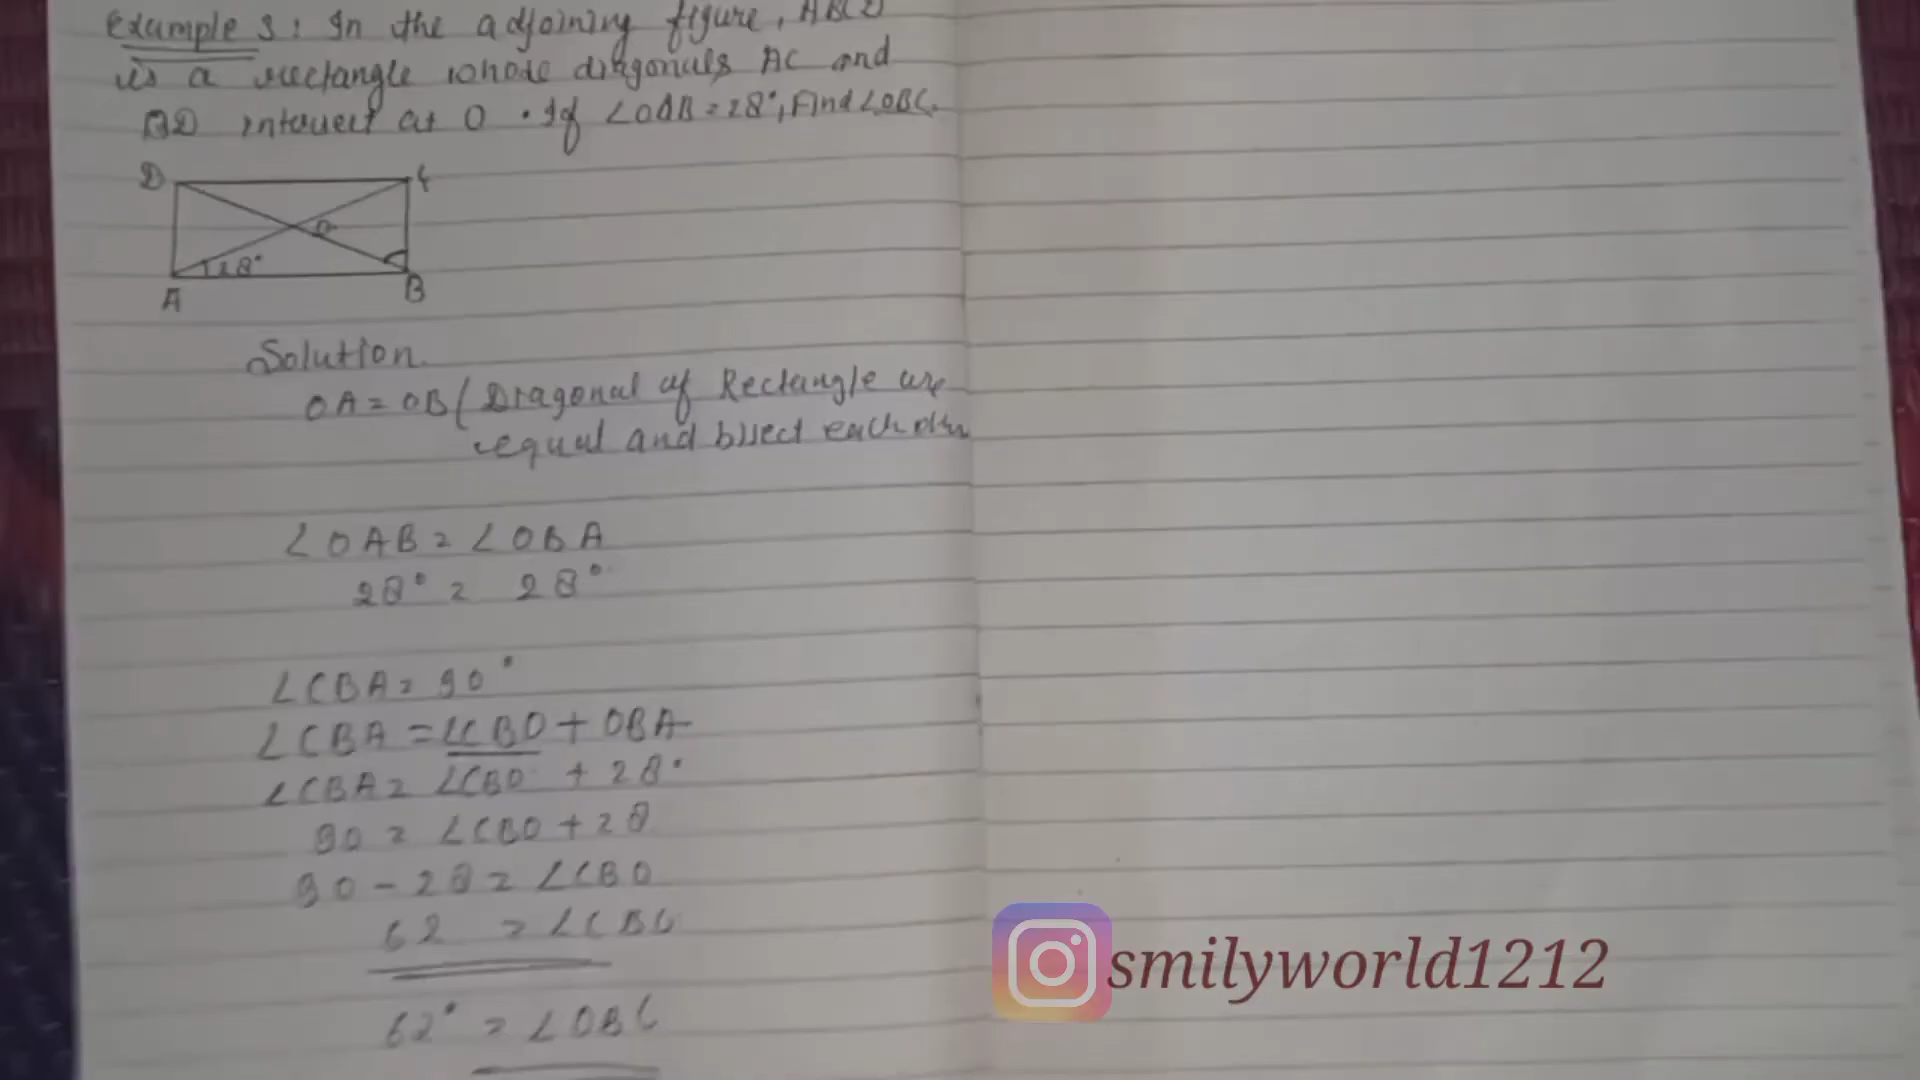 Example 3: In the adjoining figure, ABCD
is a rectangle whose diagonals AC and
BD intersect at O. If ∠OAB = 28°, Find ∠OBC.
D C
O
28°
A B
Solution.
OA = OB (Diagonal of Rectangle are
equal and bisect each other
∠OAB = ∠OBA
28° = 28°
∠CBA = 90°
∠CBA = ∠CBO + OBA
∠CBA = ∠CBO + 28°
90 = ∠CBO + 28
90 - 28 = ∠CBO
62 = ∠CBO
62° = ∠OBC
smilyworld1212